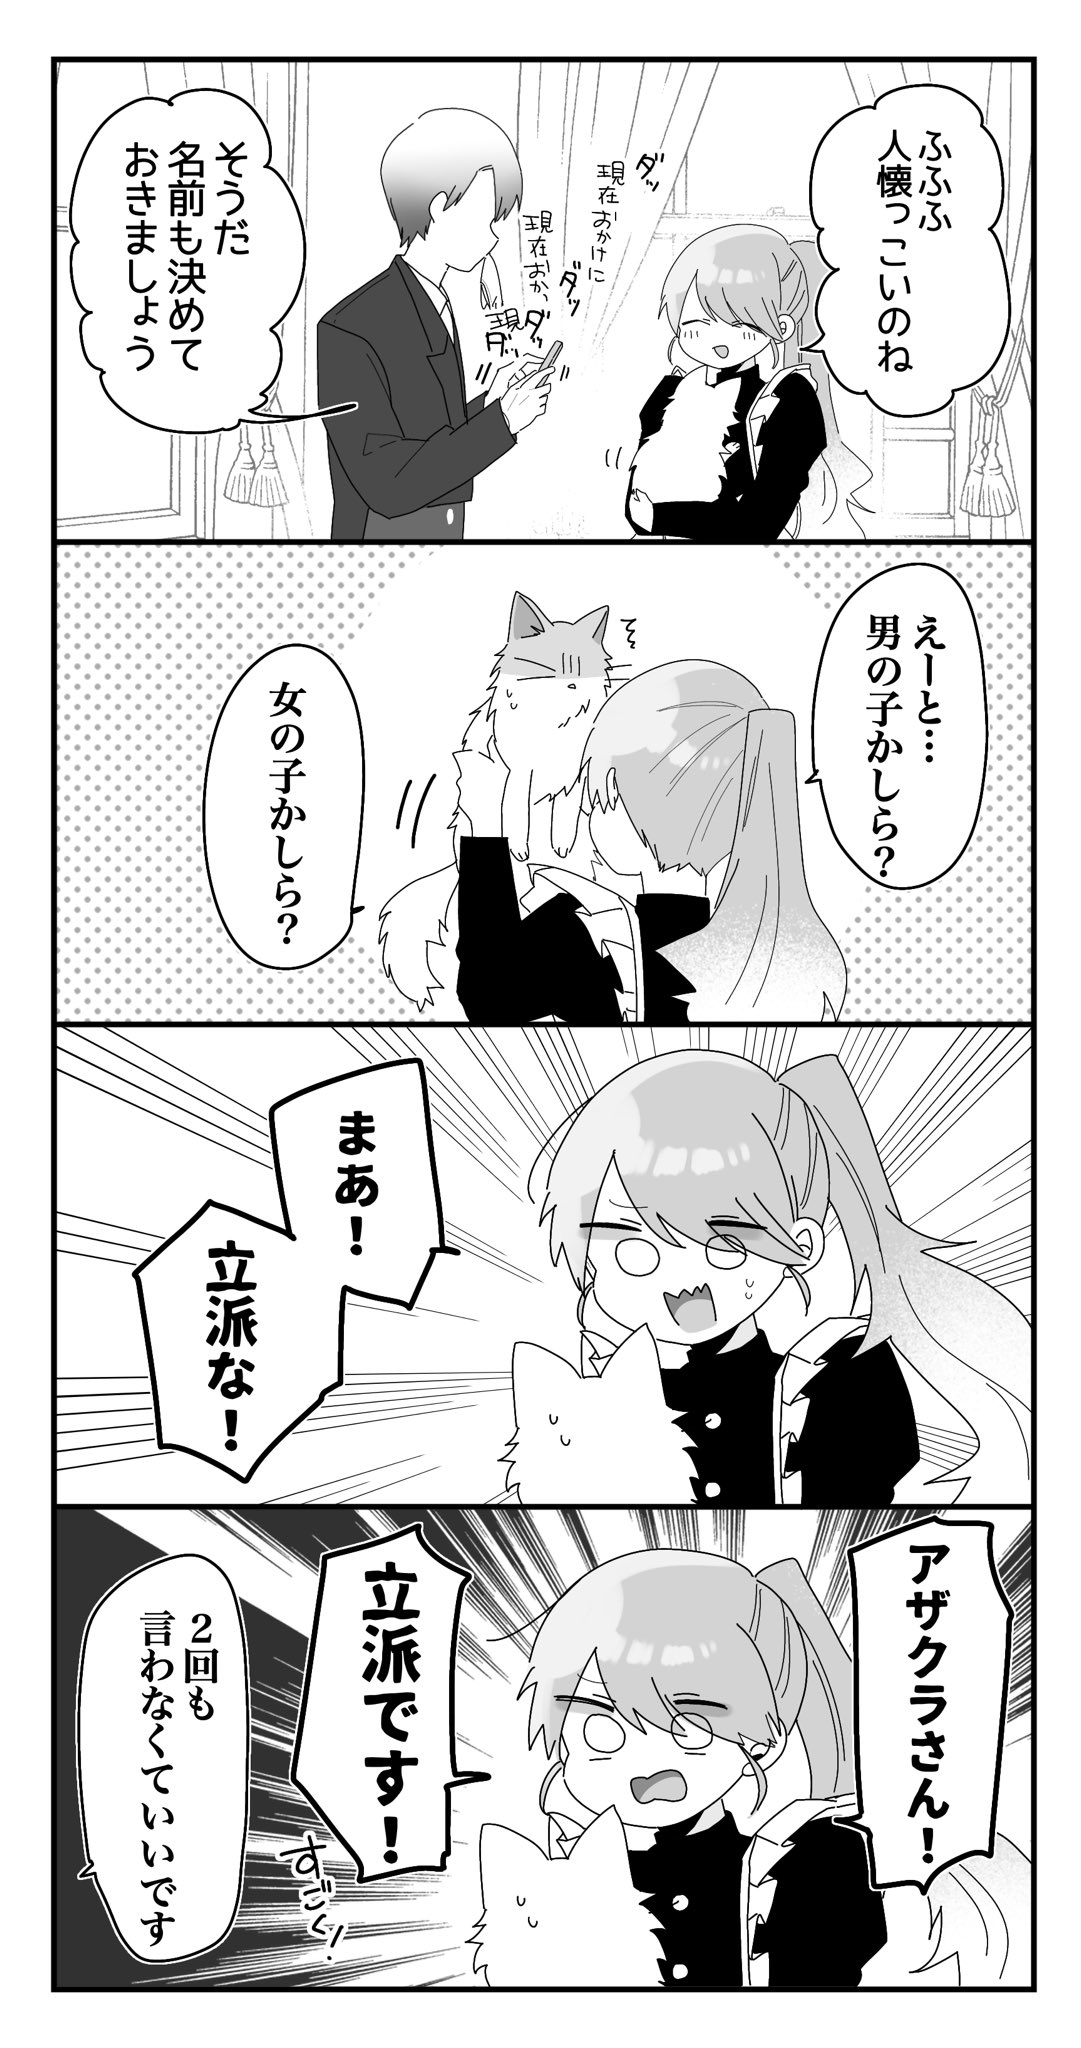 ふふふ
人懐っこいのね
ダッ
現在おかけに
ダッ
現在おかっ
ダッ
現
ダッ
そうだ
名前も決めて
おきましょう
えーと…
男の子かしら？
女の子かしら？
まあ！
立派な！
アザクラさん！
立派です！
すごく！
２回も
言わなくていいです